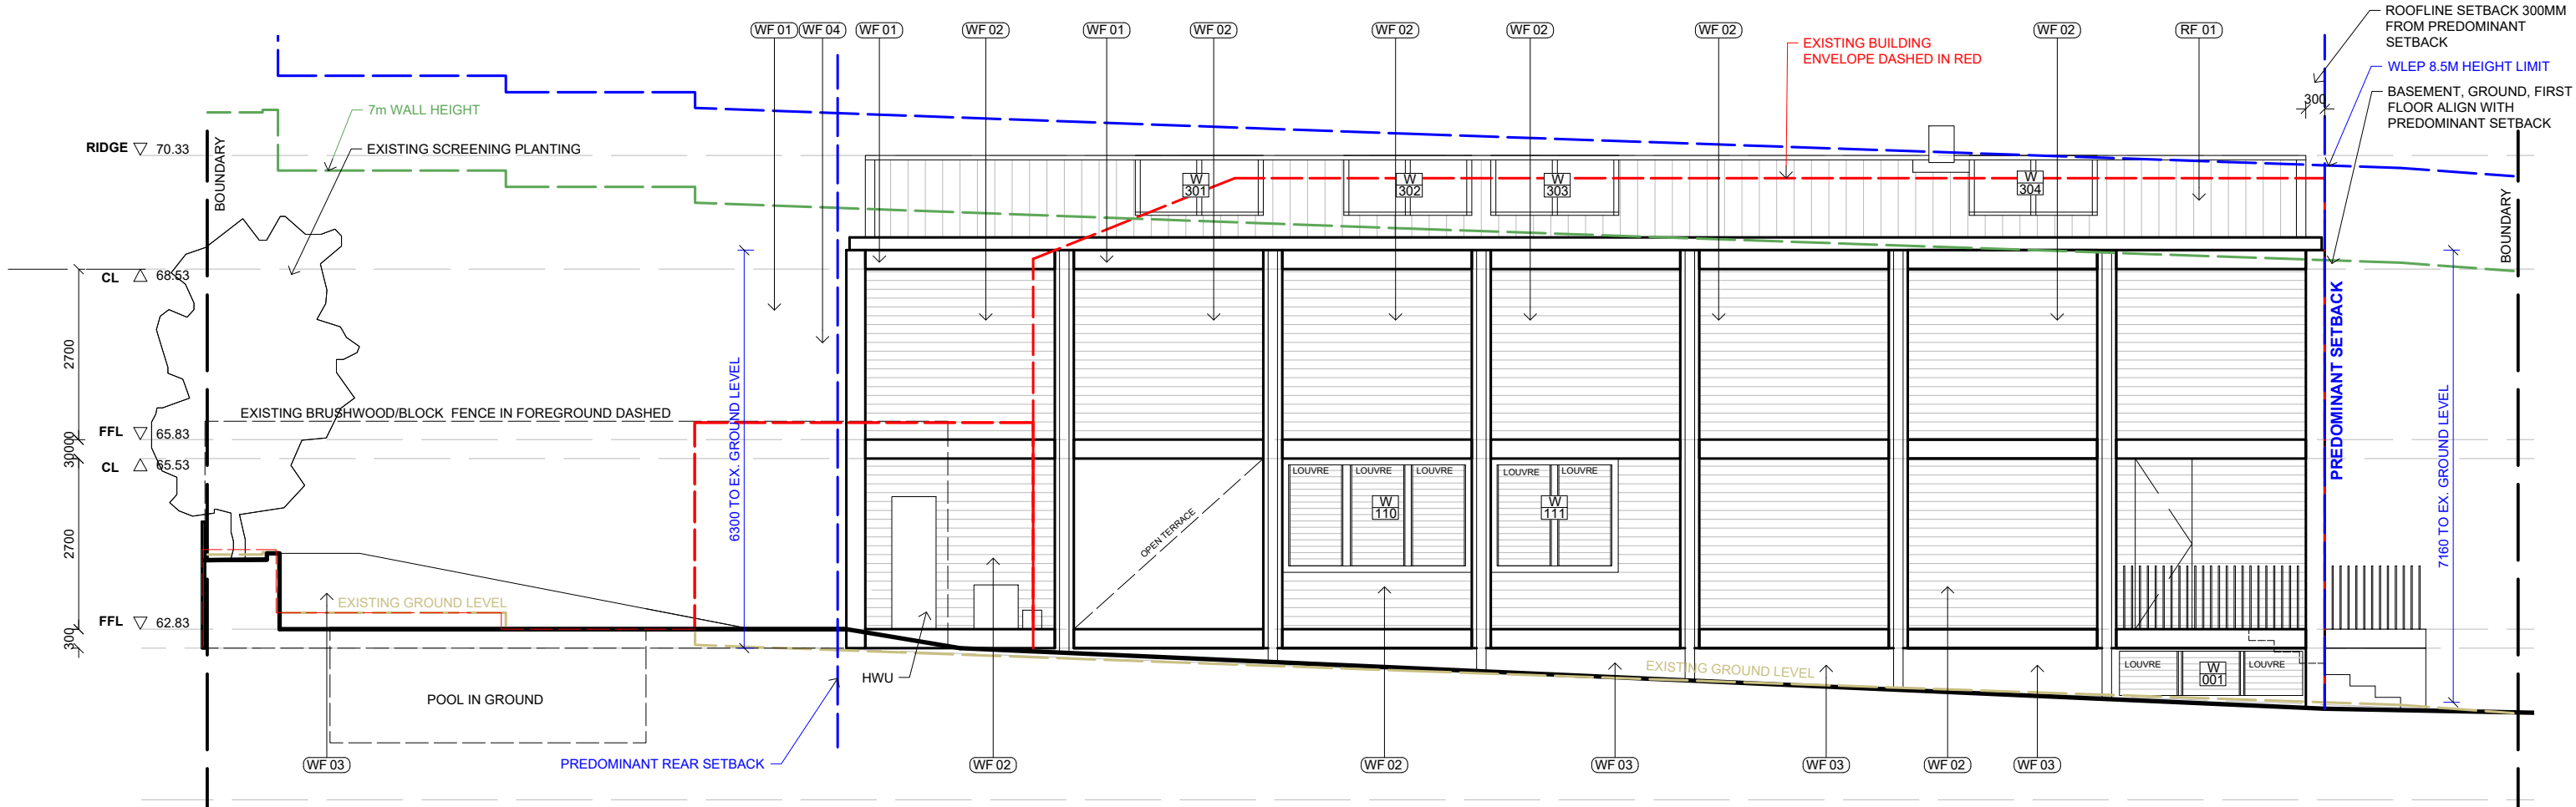 WF 01
WF 04
WF 01
WF 02
WF 01
WF 02
WF 02
WF 02
WF 02
WF 02
RF 01
ROOFLINE SETBACK 300MM
FROM PREDOMINANT
SETBACK
EXISTING BUILDING
ENVELOPE DASHED IN RED
WLEP 8.5M HEIGHT LIMIT
BASEMENT, GROUND, FIRST
FLOOR ALIGN WITH
PREDOMINANT SETBACK
300
7m WALL HEIGHT
EXISTING SCREENING PLANTING
BOUNDARY
RIDGE 70.33
W
301
W
302
W
303
W
304
BOUNDARY
CL 68.53
2700
PREDOMINANT SETBACK
6300 TO EX. GROUND LEVEL
7160 TO EX. GROUND LEVEL
EXISTING BRUSHWOOD/BLOCK FENCE IN FOREGROUND DASHED
FFL 65.83
CL 65.53
2700
LOUVRE LOUVRE LOUVRE
W
110
LOUVRE LOUVRE
W
111
OPEN TERRACE
EXISTING GROUND LEVEL
FFL 62.83
300
EXISTING GROUND LEVEL
LOUVRE
W
001
LOUVRE
HWU
POOL IN GROUND
PREDOMINANT REAR SETBACK
WF 03
WF 02
WF 02
WF 03
WF 03
WF 02
WF 03